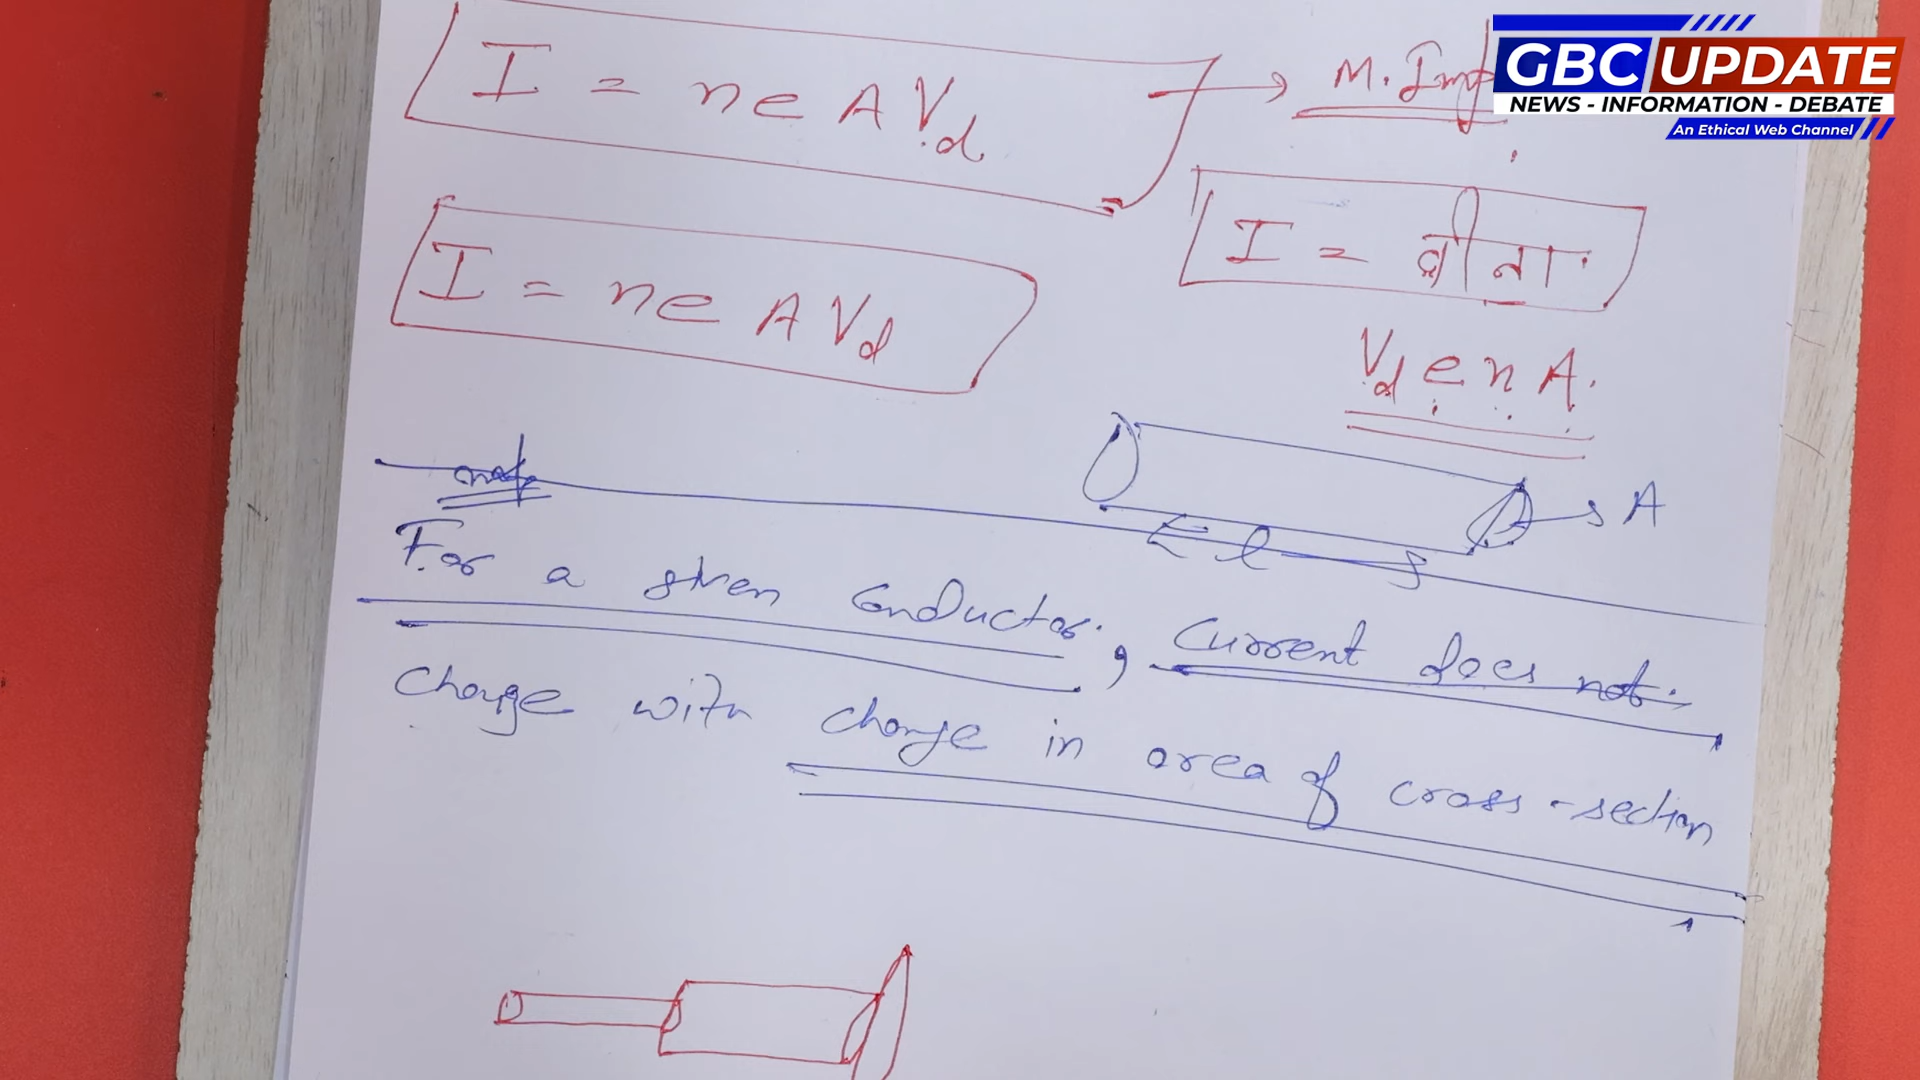 I = neAVd → M. Imp
GBC UPDATE
NEWS - INFORMATION - DEBATE
An Ethical Web Channel
I = neAVd
I = वीना
Vd e n A.
note
A
l
For a given conductor, current does not
change with change in area of cross-section